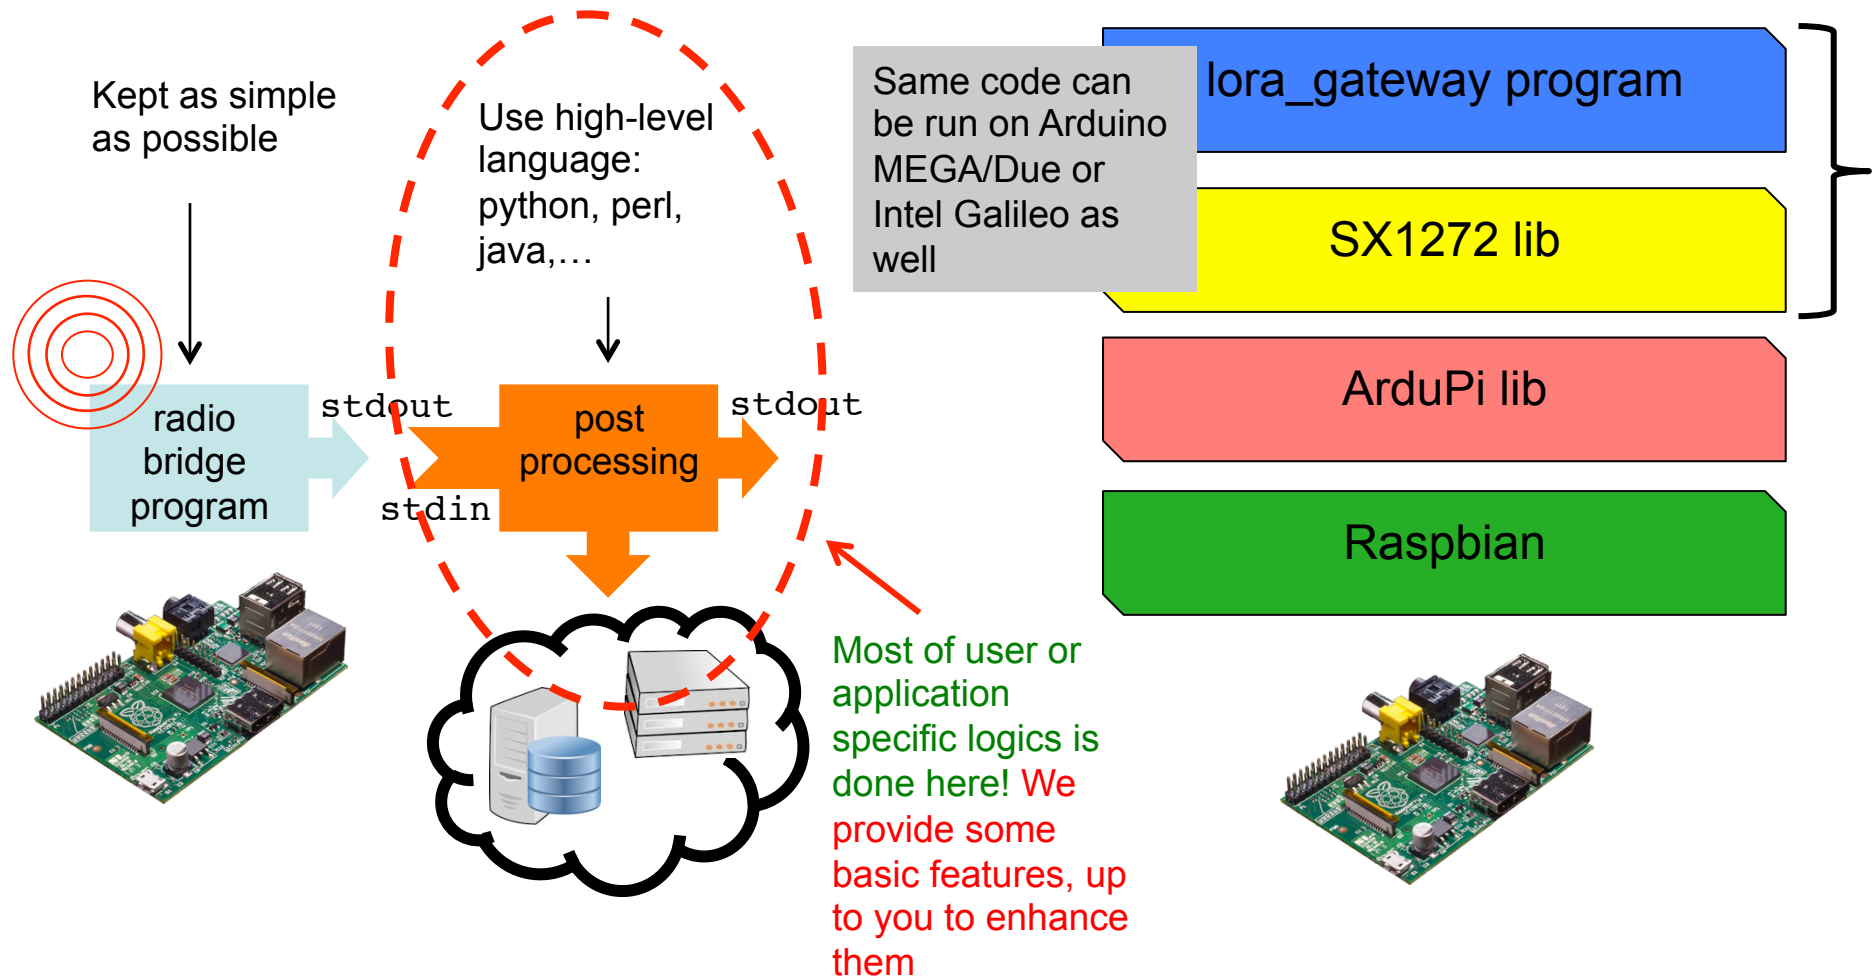 Kept as simple
as possible
Use high-level
language:
python, perl,
java,…
radio
bridge
program
stdout
stdin
post
processing
stdout
Most of user or
application
specific logics is
done here! We
provide some
basic features, up
to you to enhance
them
Same code can
be run on Arduino
MEGA/Due or
Intel Galileo as
well
lora_gateway program
SX1272 lib
ArduPi lib
Raspbian